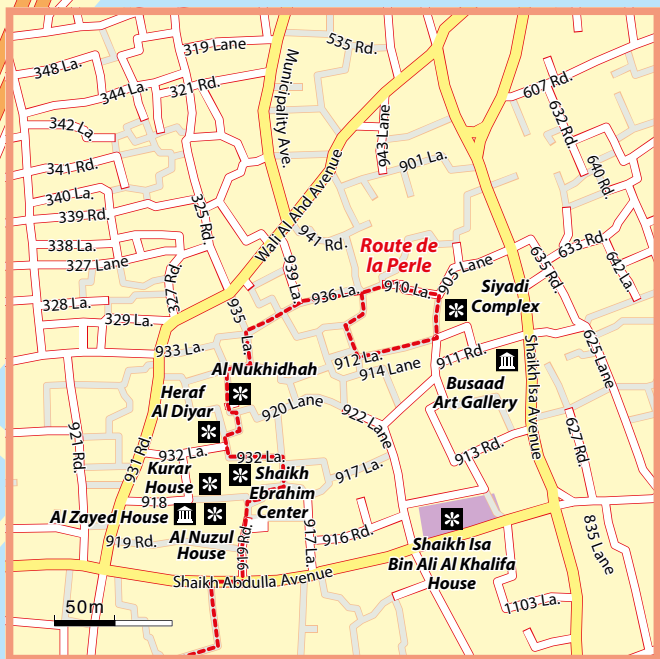 319 Lane
535 Rd.
348 La.
344 La.
321 Rd.
Municipality Ave.
607 Rd.
342 La.
943 Lane
632 Rd.
901 La.
341 Rd.
640 Rd.
340 La.
339 Rd.
325 Rd.
Wali Al Ahd Avenue
941 Rd.
338 La.
327 Lane
Route de
la Perle
633 Rd.
635 Rd.
642 La.
905 Lane
327 Rd.
939 La.
936 La.
910 La.
Siyadi
Complex
328 La.
329 La.
935 La.
933 La.
912 La.
914 Lane
911 Rd.
Shaikh Isa Avenue
625 Lane
Al Nukhidhah
Busaad
Art Gallery
Heraf
Al Diyar
920 Lane
922 Lane
921 Rd.
931 Rd.
932 La.
932 La.
913 Rd.
627 Rd.
Kurar
House
Shaikh
Ebrahim
Center
917 La.
918
Al Zayed House
Al Nuzul
House
919 Rd.
919 Rd.
917 La.
916 Rd.
Shaikh Isa
Bin Ali Al Khalifa
House
835 Lane
Shaikh Abdulla Avenue
1103 La.
50m